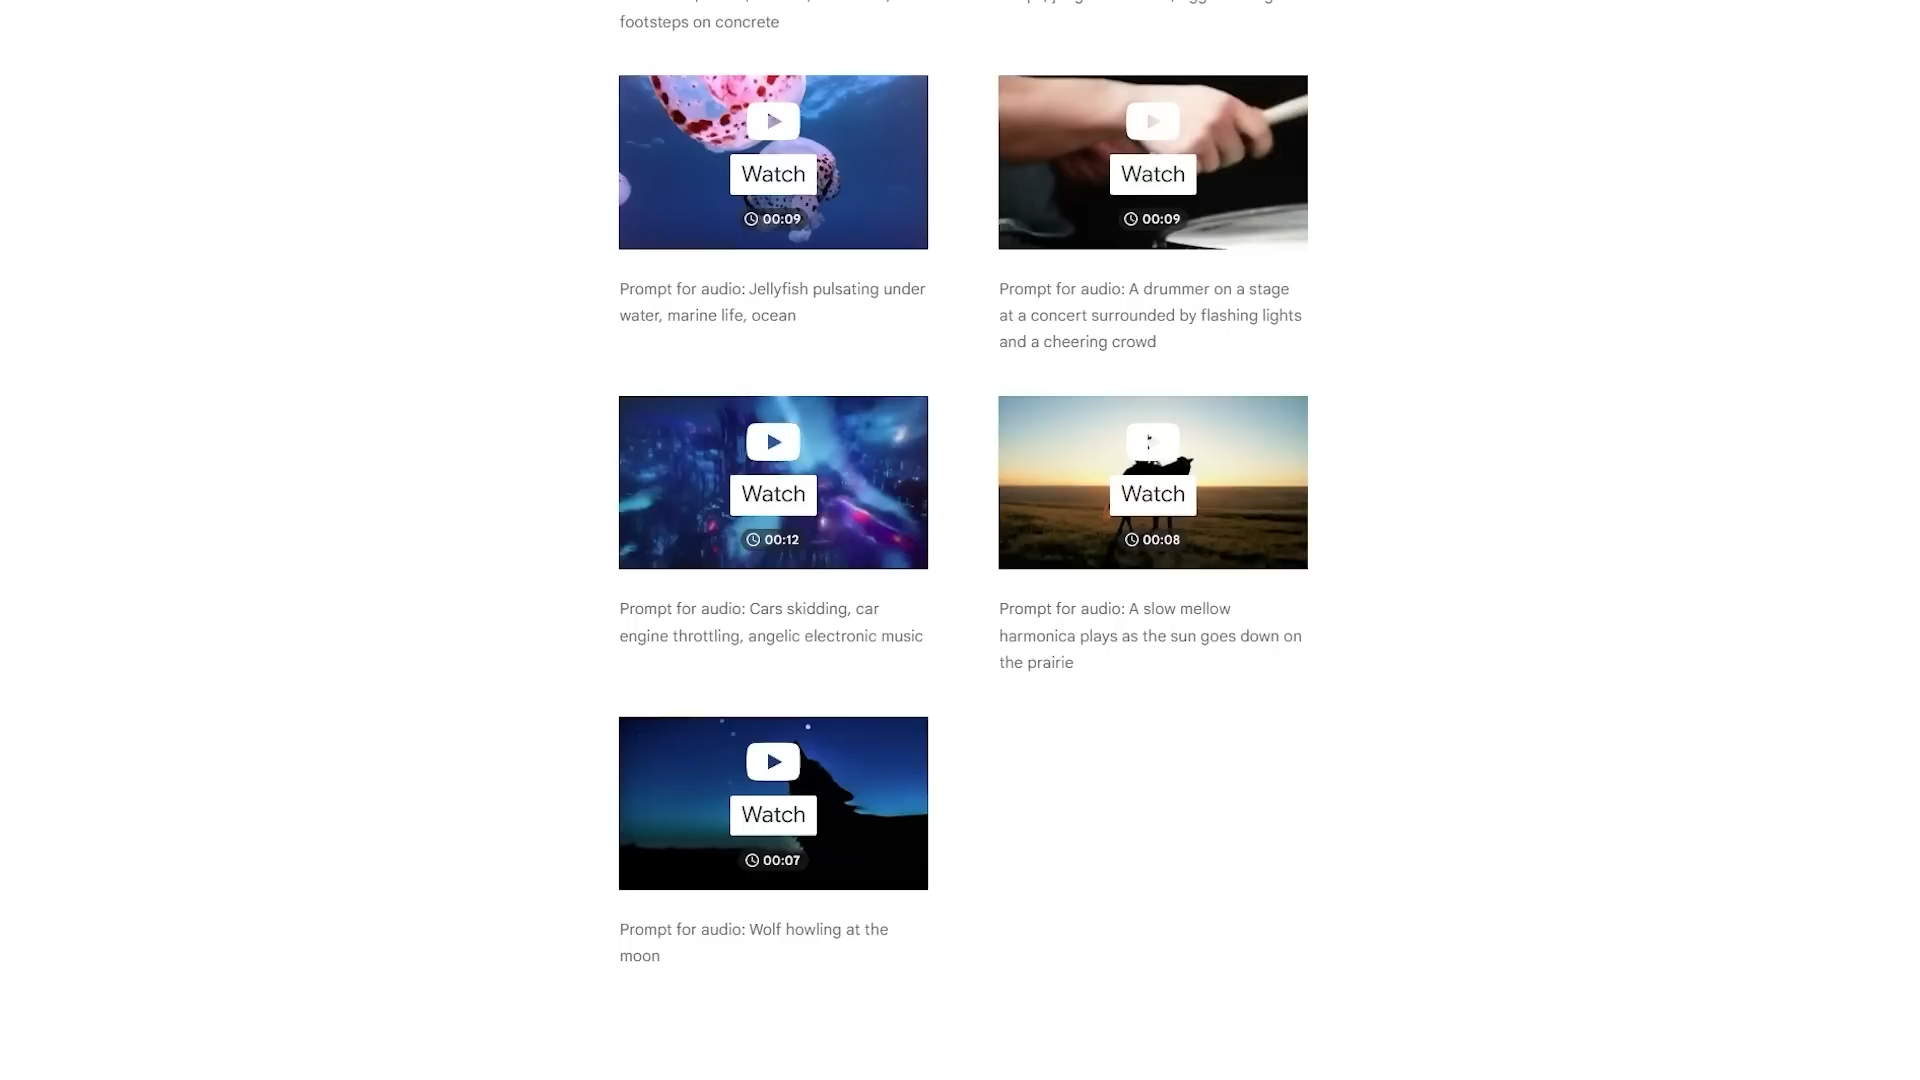 footsteps on concrete
Watch
00:09
Watch
00:09
Prompt for audio: Jellyfish pulsating under
water, marine life, ocean
Prompt for audio: A drummer on a stage
at a concert surrounded by flashing lights
and a cheering crowd
Watch
00:12
Watch
00:08
Prompt for audio: Cars skidding, car
engine throttling, angelic electronic music
Prompt for audio: A slow mellow
harmonica plays as the sun goes down on
the prairie
Watch
00:07
Prompt for audio: Wolf howling at the
moon